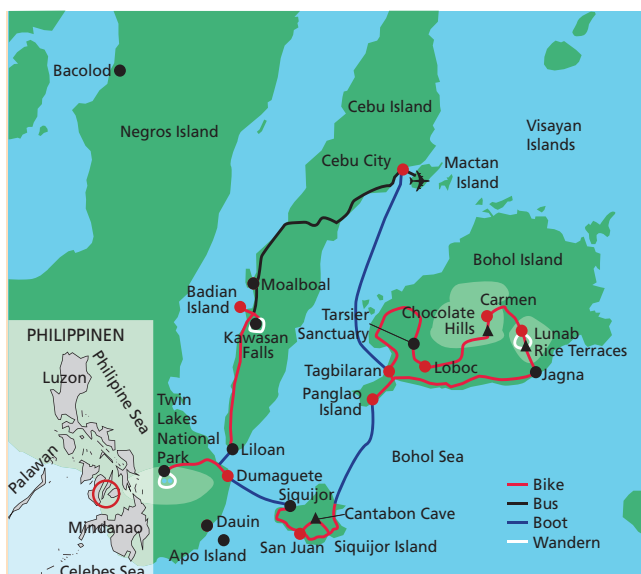 Bacolod
Negros Island
Cebu Island
Cebu City
Mactan
Island
Visayan
Islands
Moalboal
Badian
Island
Kawasan
Falls
Bohol Island
Tarsier
Sanctuary
Chocolate
Hills
Carmen
Lunab
Rice Terraces
Loboc
Jagna
Tagbilaran
Panglao
Island
Bohol Sea
Twin
Lakes
National
Park
Liloan
Dumaguete
Siquijor
Cantabon Cave
San Juan
Siquijor Island
Dauin
Apo Island
PHILIPPINEN
Luzon
Philipine Sea
Palawan
Mindanao
Celebes Sea
Bike
Bus
Boot
Wandern